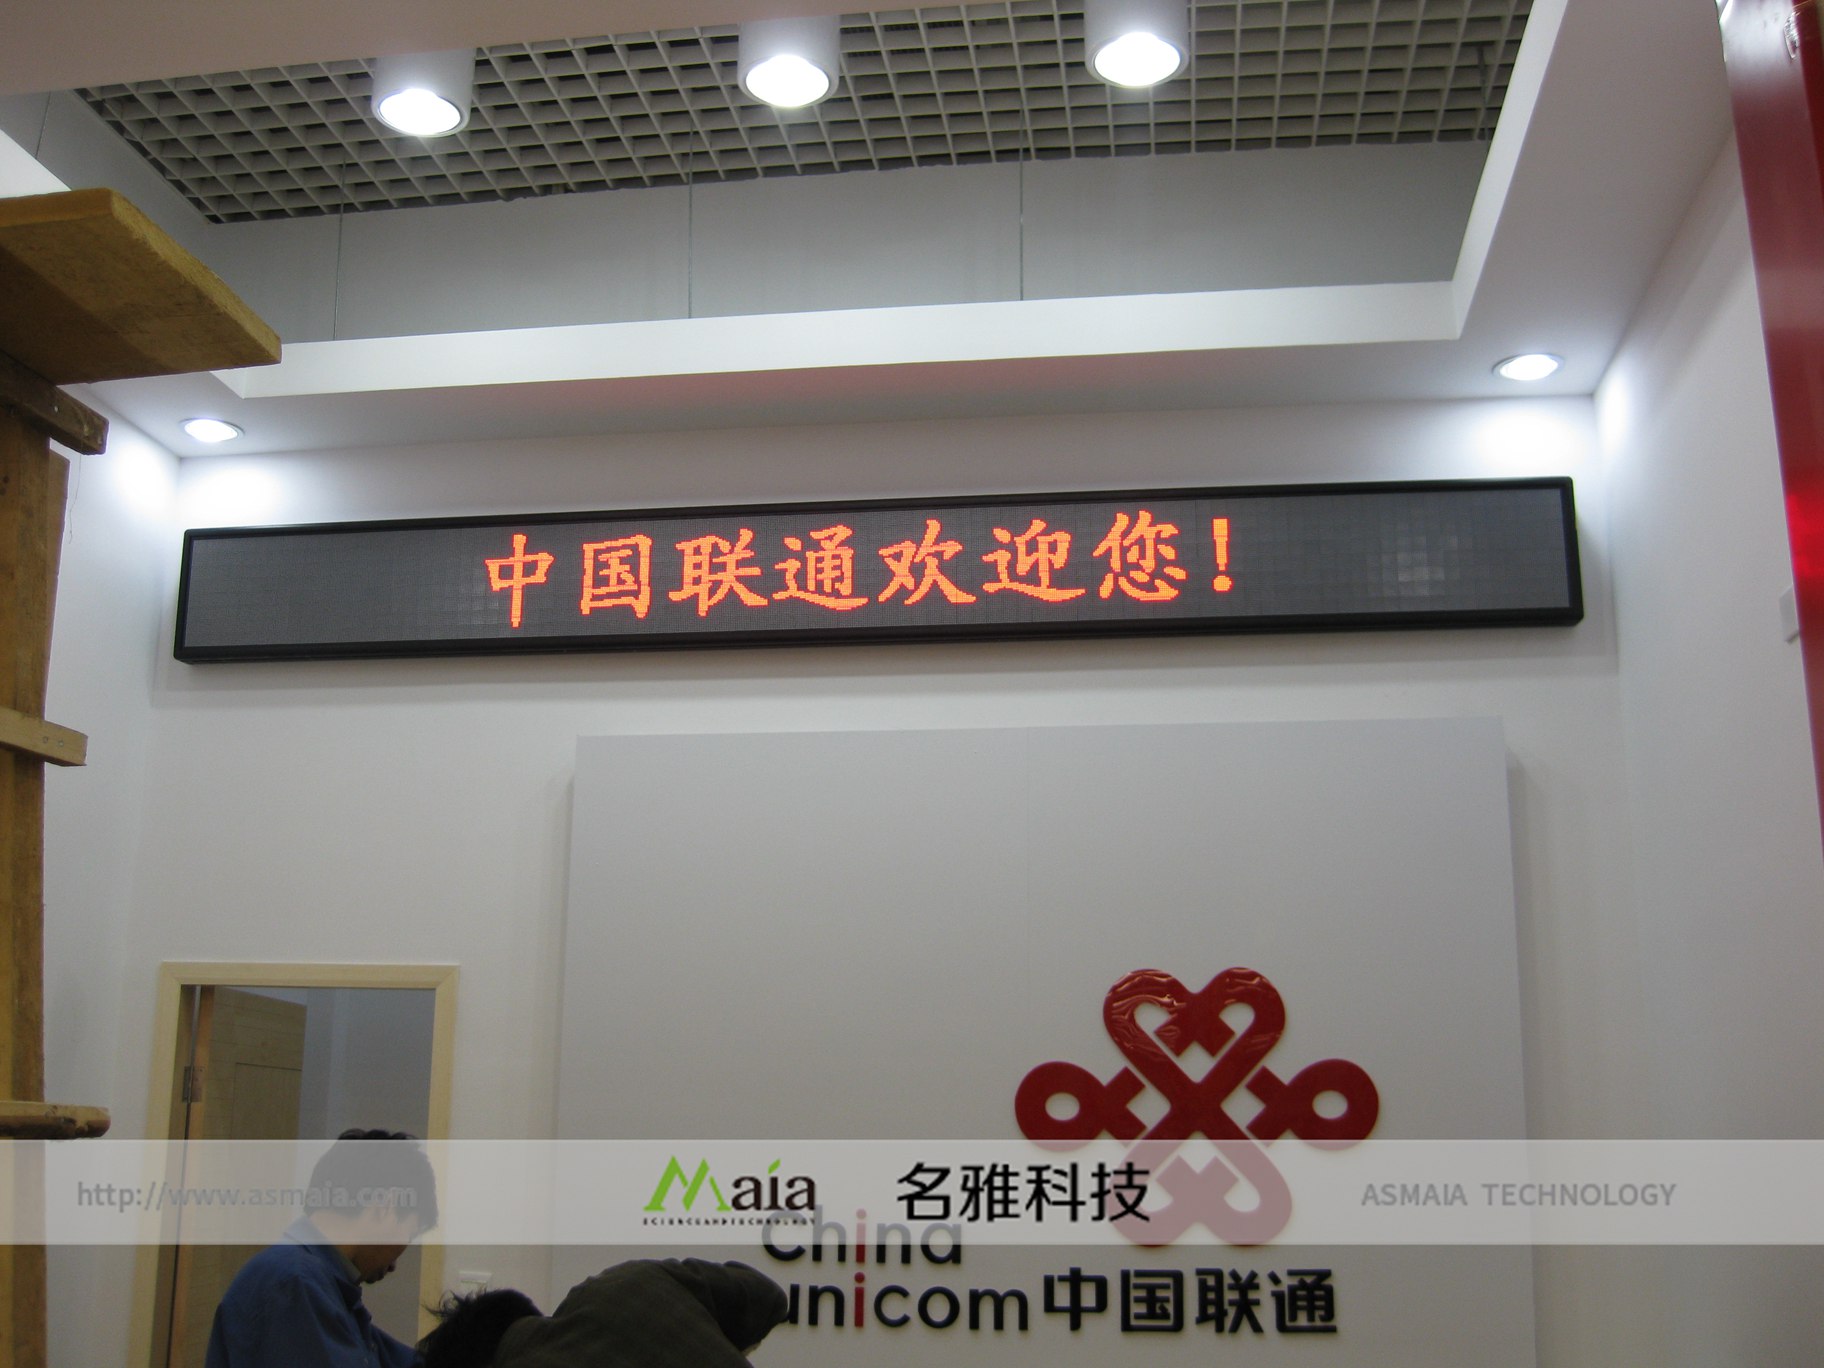 中国联通欢迎您！
http://www.asmaia.com
Maia
SCIENCEANDTECHNOLOGY
名雅科技
ASMAIA TECHNOLOGY
China
unicom中国联通